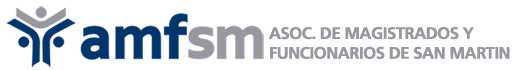 amfsm
ASOC. DE MAGISTRADOS Y
FUNCIONARIOS DE SAN MARTIN